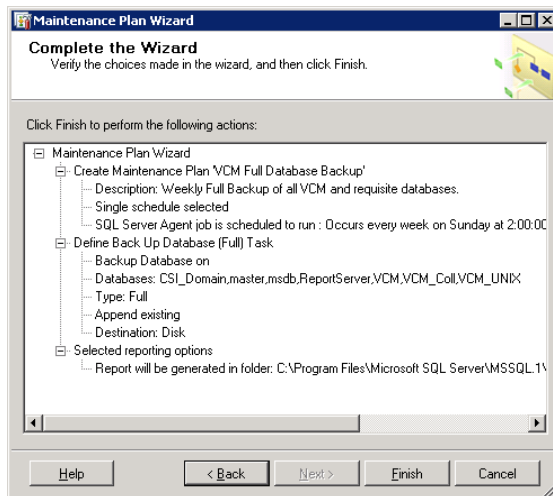 Maintenance Plan Wizard
Complete the Wizard
Verify the choices made in the wizard, and then click Finish.
Click Finish to perform the following actions:
Maintenance Plan Wizard
Create Maintenance Plan 'VCM Full Database Backup'
Description: Weekly Full Backup of all VCM and requisite databases.
Single schedule selected
SQL Server Agent job is scheduled to run : Occurs every week on Sunday at 2:00:00
Define Back Up Database (Full) Task
Backup Database on
Databases: CSI_Domain,master,msdb,ReportServer,VCM,VCM_Coll,VCM_UNIX
Type: Full
Append existing
Destination: Disk
Selected reporting options
Report will be generated in folder: C:\Program Files\Microsoft SQL Server\MSSQL.1\
Help
< Back
Next >
Finish
Cancel